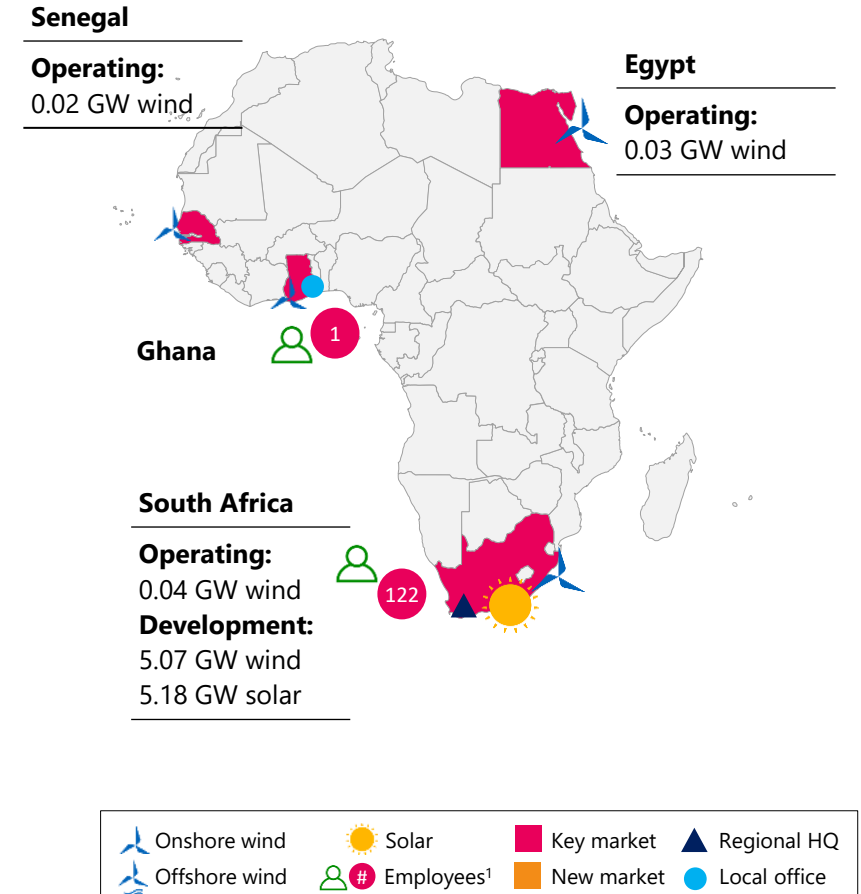 Senegal
Operating:
0.02 GW wind
Egypt
Operating:
0.03 GW wind
1
Ghana
South Africa
Operating:
0.04 GW wind
Development:
5.07 GW wind
5.18 GW solar
122
Onshore wind
Solar
Key market
Regional HQ
Offshore wind
# Employees¹
New market
Local office